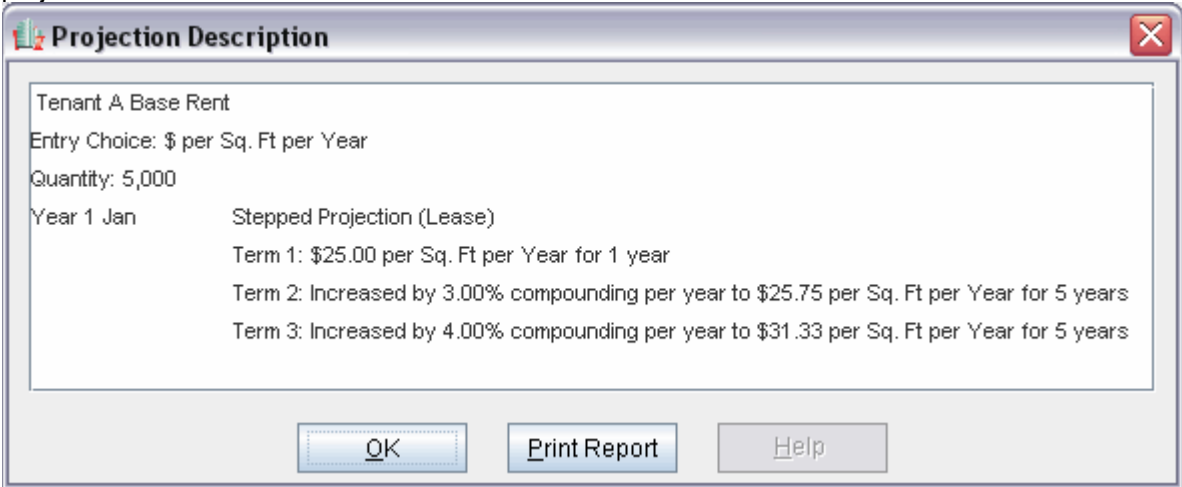 Projection Description
Tenant A Base Rent
Entry Choice: $ per Sq. Ft per Year
Quantity: 5,000
Year 1 Jan Stepped Projection (Lease)
Term 1: $25.00 per Sq. Ft per Year for 1 year
Term 2: Increased by 3.00% compounding per year to $25.75 per Sq. Ft per Year for 5 years
Term 3: Increased by 4.00% compounding per year to $31.33 per Sq. Ft per Year for 5 years
OK Print Report Help